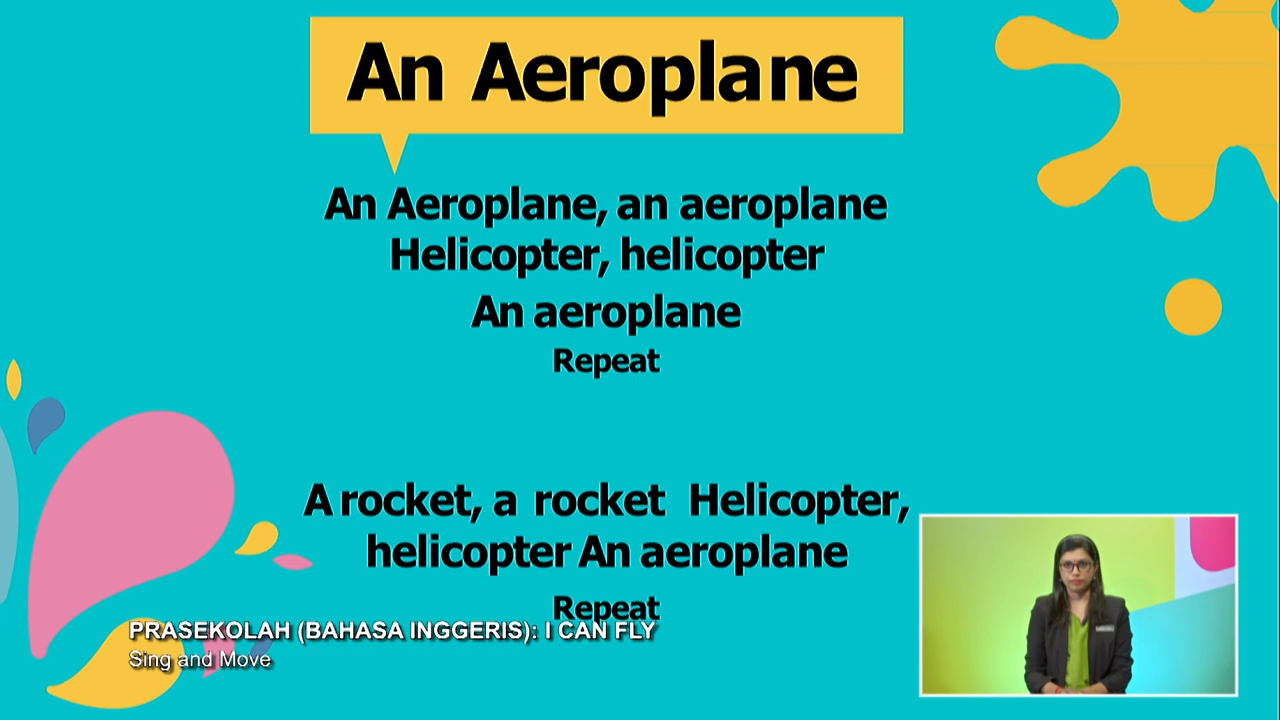 An Aeroplane
An Aeroplane, an aeroplane
Helicopter, helicopter
An aeroplane
Repeat
A rocket, a rocket Helicopter,
helicopter An aeroplane
Repeat
PRASEKOLAH (BAHASA INGGERIS): I CAN FLY
Sing and Move